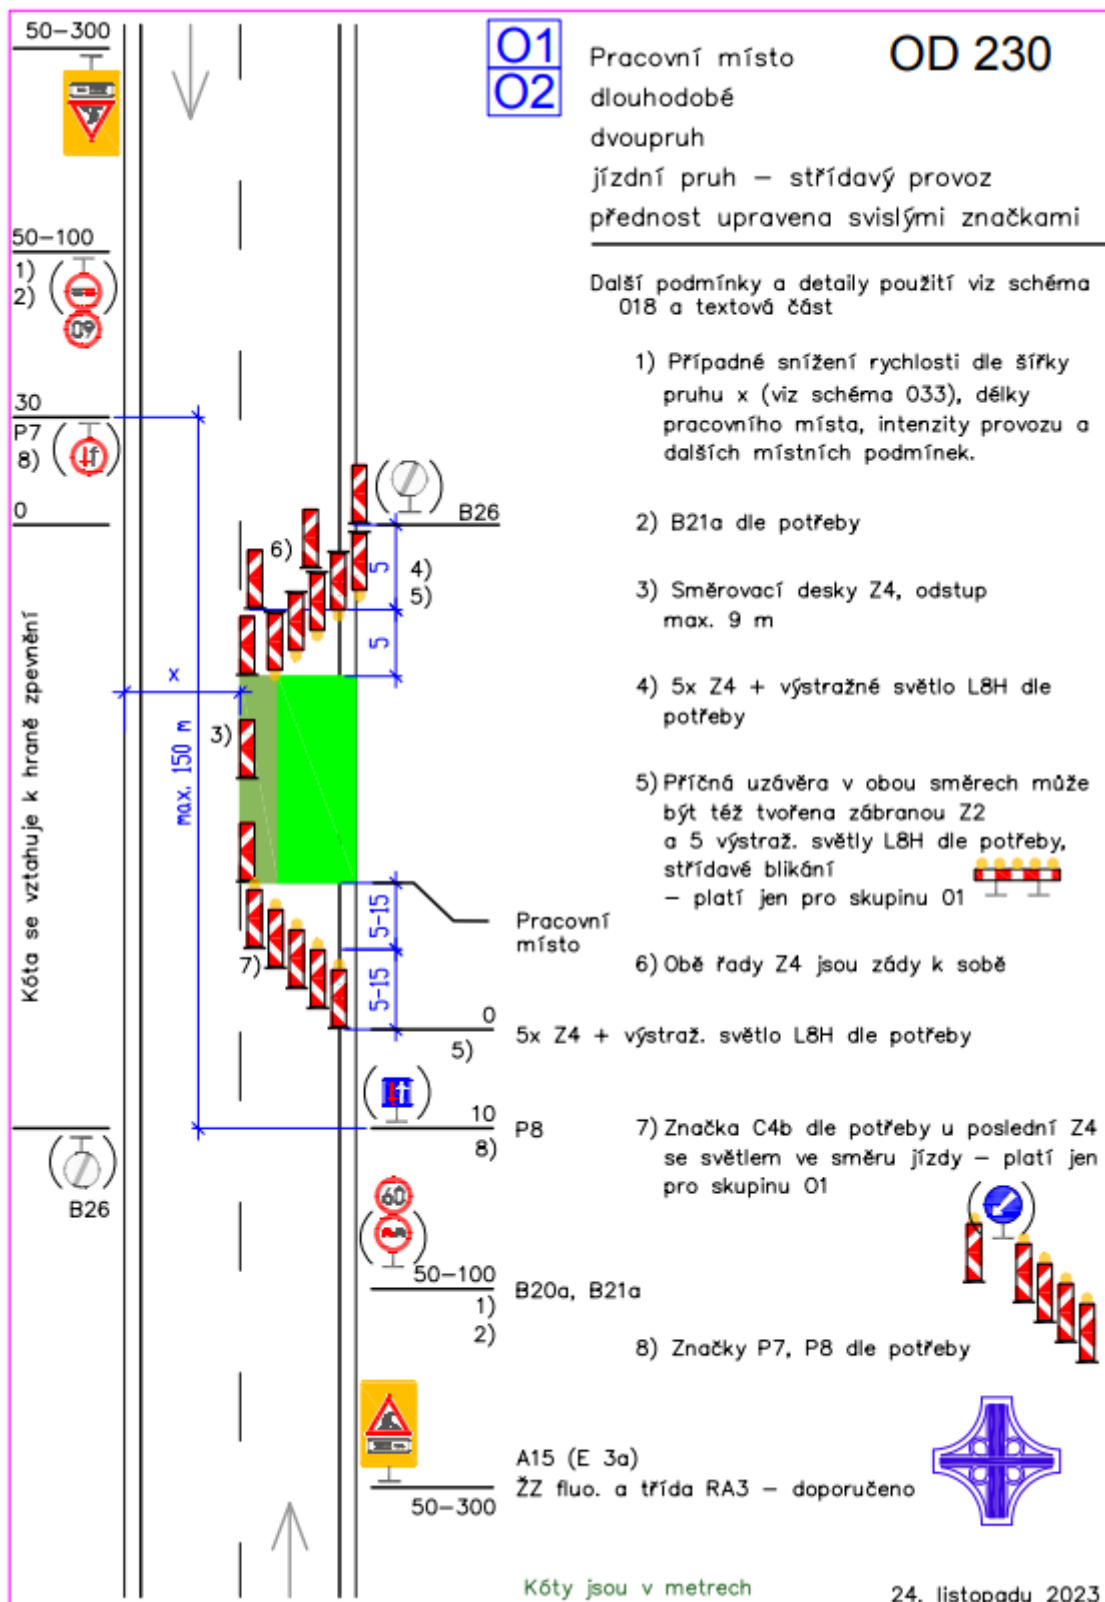 50-300
O1
O2
Pracovní místo
OD 230
dlouhodobé
dvoupruh
jízdní pruh – střídavý provoz
přednost upravena svislými značkami
50-100
1)
2)
60
Další podmínky a detaily použití viz schéma
018 a textová část
1) Případné snížení rychlosti dle šířky
pruhu x (viz schéma 033), délky
pracovního místa, intenzity provozu a
dalších místních podmínek.
30
P7
8)
0
B26
6)
5
4)
5)
5
2) B21a dle potřeby
3) Směrovací desky Z4, odstup
max. 9 m
Kóta se vztahuje k hraně zpevnění
x
max. 150 m
3)
4) 5x Z4 + výstražné světlo L8H dle
potřeby
5) Příčná uzávěra v obou směrech může
být též tvořena zábranou Z2
a 5 výstraž. světly L8H dle potřeby,
střídavé blikání
– platí jen pro skupinu 01
5-15
Pracovní
místo
7)
5-15
6) Obě řady Z4 jsou zády k sobě
0
5)
5x Z4 + výstraž. světlo L8H dle potřeby
10
P8
8)
7) Značka C4b dle potřeby u poslední Z4
se světlem ve směru jízdy – platí jen
pro skupinu 01
B26
60
50-100
B20a, B21a
1)
2)
8) Značky P7, P8 dle potřeby
A15 (E 3a)
ŽZ fluo. a třída RA3 – doporučeno
50-300
Kóty jsou v metrech
24. listopadu 2023